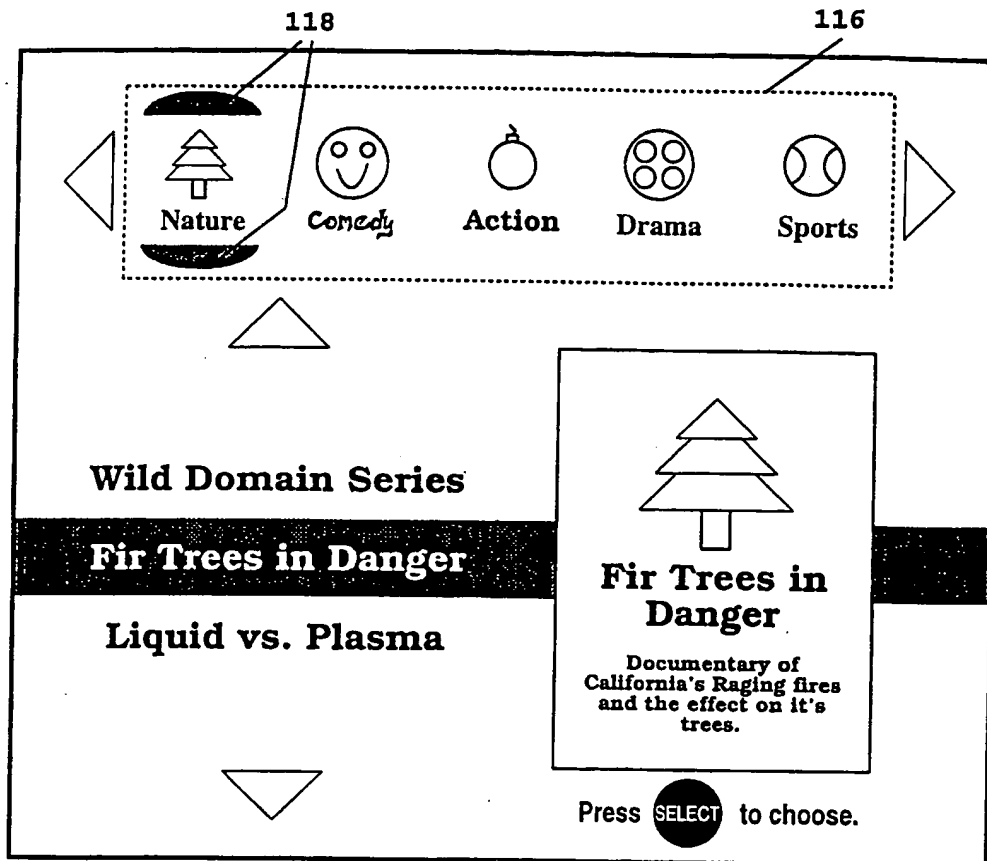 118
116
Nature Comedy Action Drama Sports
Wild Domain Series
Fir Trees in Danger
Liquid vs. Plasma
Fir Trees in
Danger
Documentary of
California's Raging fires
and the effect on it's
trees.
Press SELECT to choose.